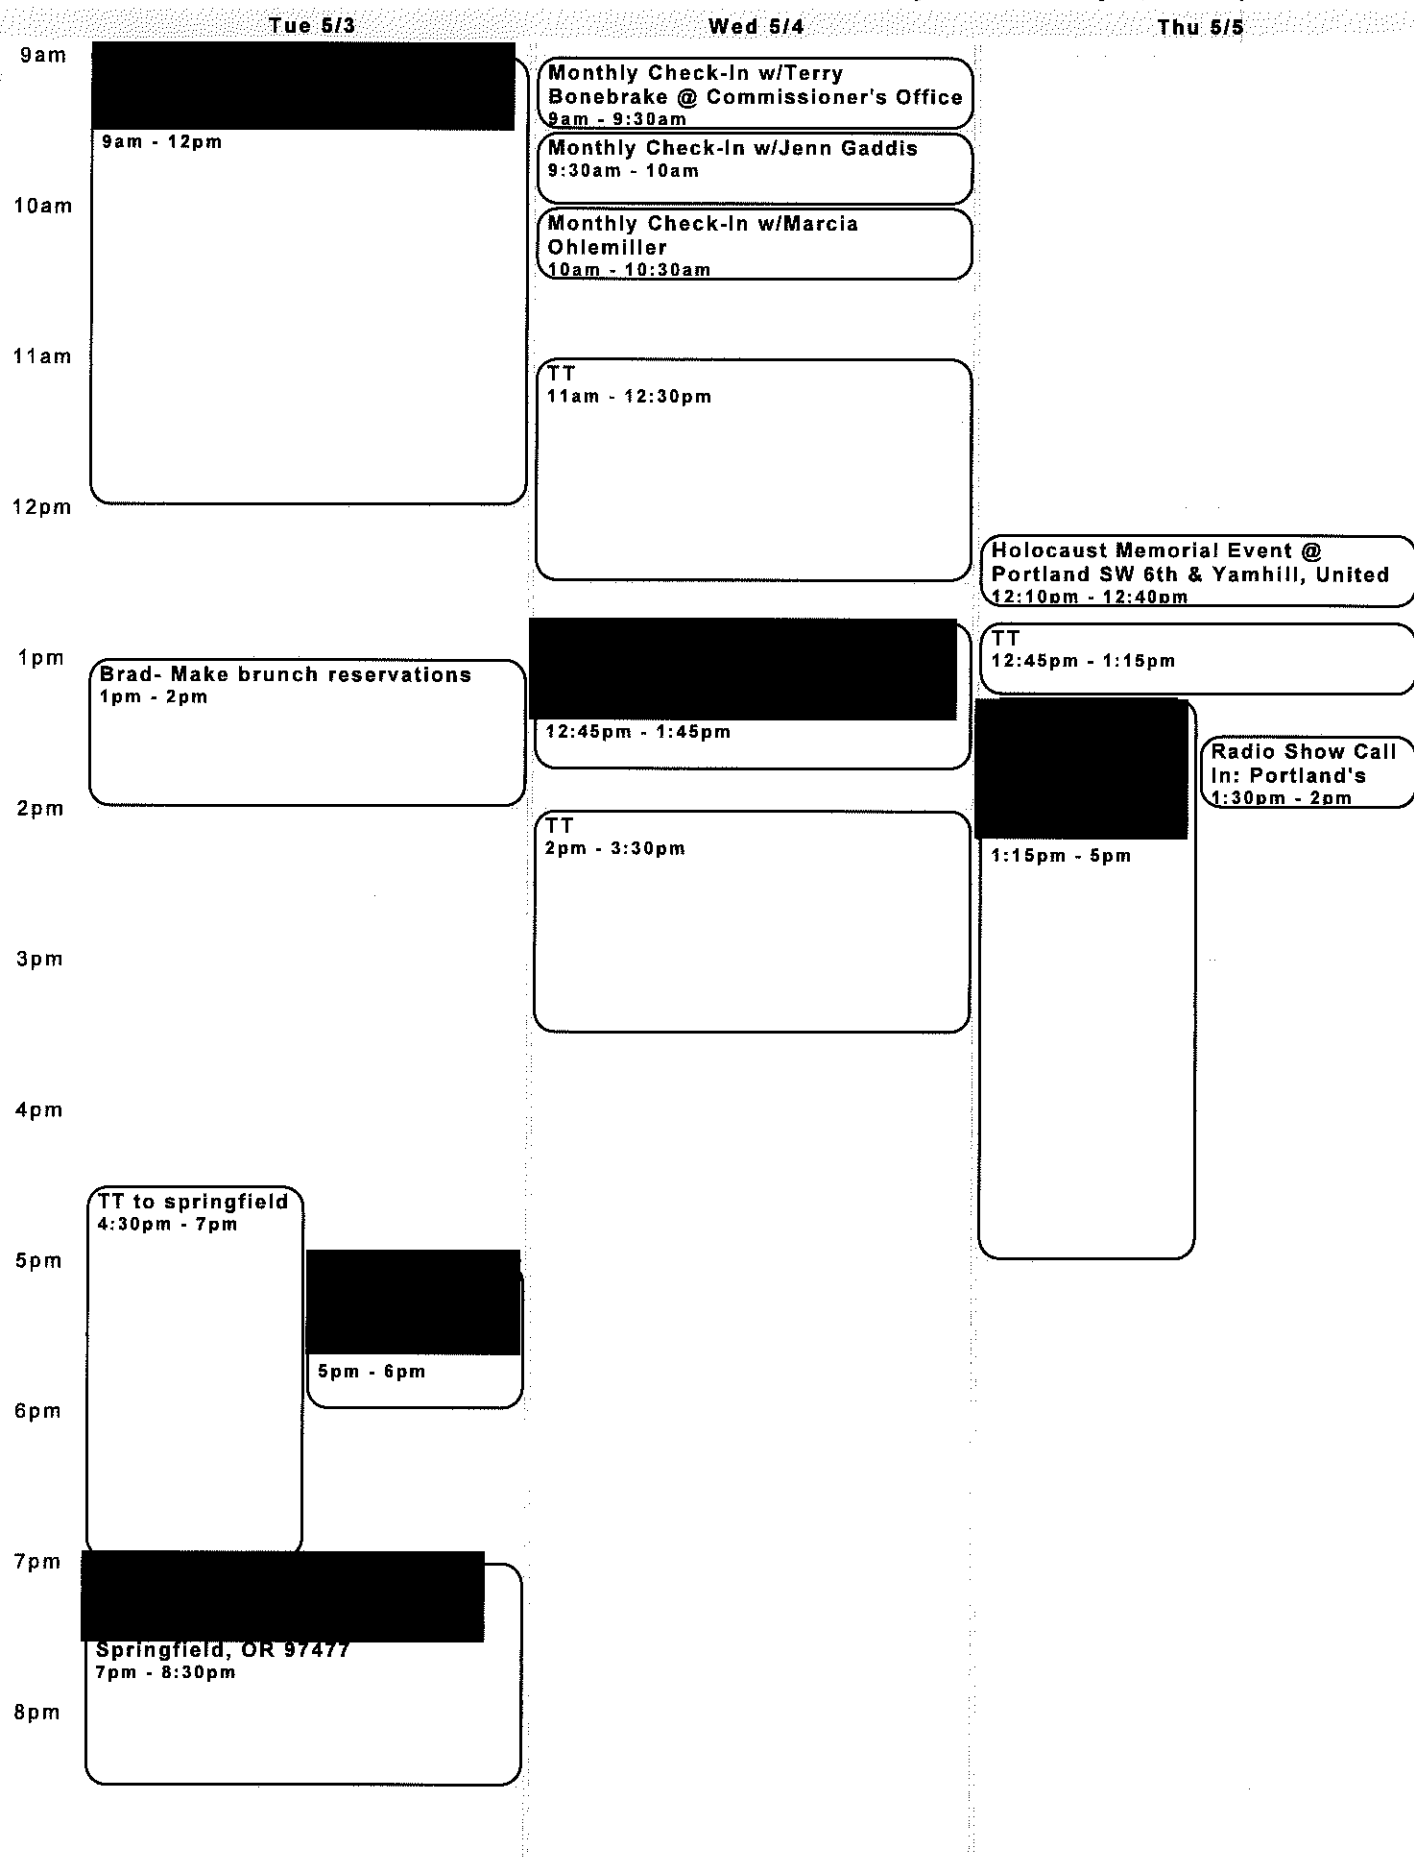 Tue 5/3
Wed 5/4
Thu 5/5
9am
10am
11am
12pm
1pm
2pm
3pm
4pm
5pm
6pm
7pm
8pm
9am - 12pm
Brad- Make brunch reservations
1pm - 2pm
TT to springfield
4:30pm - 7pm
5pm - 6pm
Springfield, OR 97477
7pm - 8:30pm
Monthly Check-In w/Terry
Bonebrake @ Commissioner's Office
9am - 9:30am
Monthly Check-In w/Jenn Gaddis
9:30am - 10am
Monthly Check-In w/Marcia
Ohlemiller
10am - 10:30am
TT
11am - 12:30pm
12:45pm - 1:45pm
TT
2pm - 3:30pm
Holocaust Memorial Event @
Portland SW 6th & Yamhill, United
12:10pm - 12:40pm
TT
12:45pm - 1:15pm
1:15pm - 5pm
Radio Show Call
In: Portland's
1:30pm - 2pm